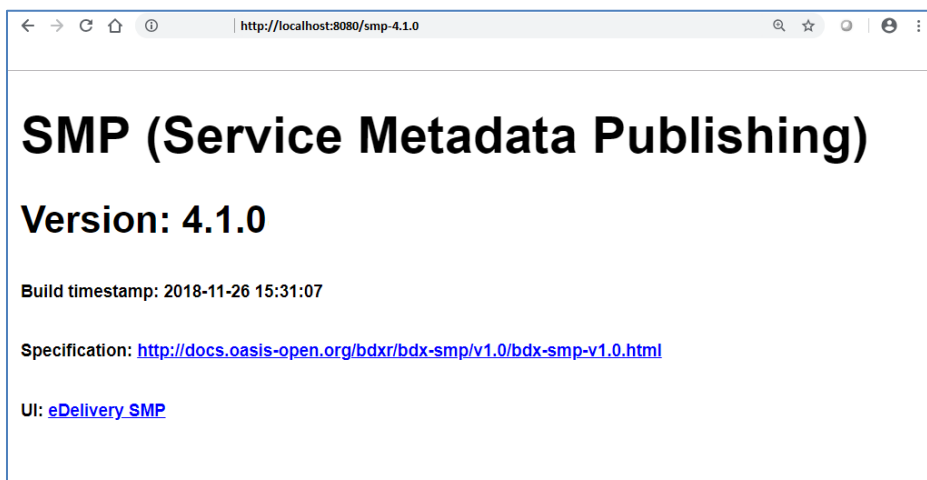 http://localhost:8080/smp-4.1.0
SMP (Service Metadata Publishing)
Version: 4.1.0
Build timestamp: 2018-11-26 15:31:07
Specification: http://docs.oasis-open.org/bdxr/bdx-smp/v1.0/bdx-smp-v1.0.html
UI: eDelivery SMP